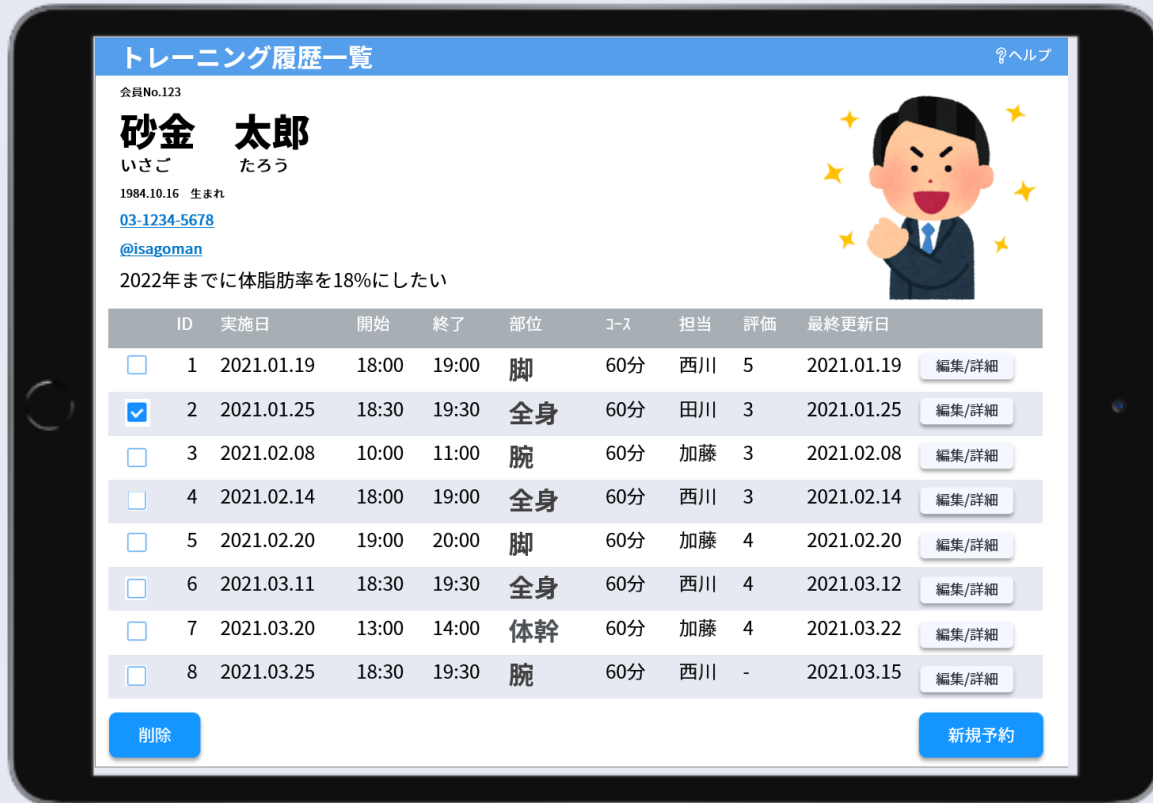 トレーニング履歴一覧 ヘルプ
会員No.123
砂金 太郎
いさご たろう
1984.10.16 生まれ
03-1234-5678
@isagoman
2022年までに体脂肪率を18%にしたい
ID 実施日 開始 終了 部位 ｺｰｽ 担当 評価 最終更新日
1 2021.01.19 18:00 19:00 脚 60分 西川 5 2021.01.19 編集/詳細
2 2021.01.25 18:30 19:30 全身 60分 田川 3 2021.01.25 編集/詳細
3 2021.02.08 10:00 11:00 腕 60分 加藤 3 2021.02.08 編集/詳細
4 2021.02.14 18:00 19:00 全身 60分 西川 3 2021.02.14 編集/詳細
5 2021.02.20 19:00 20:00 脚 60分 加藤 4 2021.02.20 編集/詳細
6 2021.03.11 18:30 19:30 全身 60分 西川 4 2021.03.12 編集/詳細
7 2021.03.20 13:00 14:00 体幹 60分 加藤 4 2021.03.22 編集/詳細
8 2021.03.25 18:30 19:30 腕 60分 西川 - 2021.03.15 編集/詳細
削除 新規予約